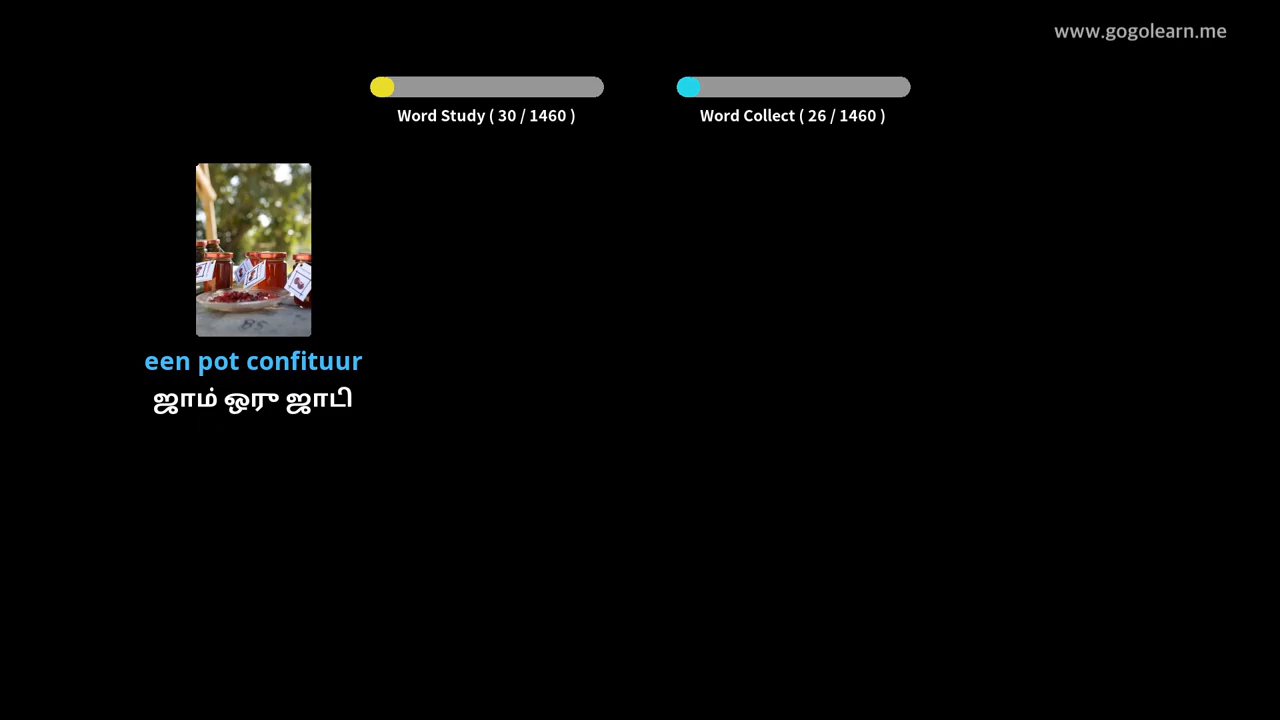 www.gogolearn.me
Word Study ( 30 / 1460 )
Word Collect ( 26 / 1460 )
een pot confituur
ஜாம் ஒரு ஜாடி